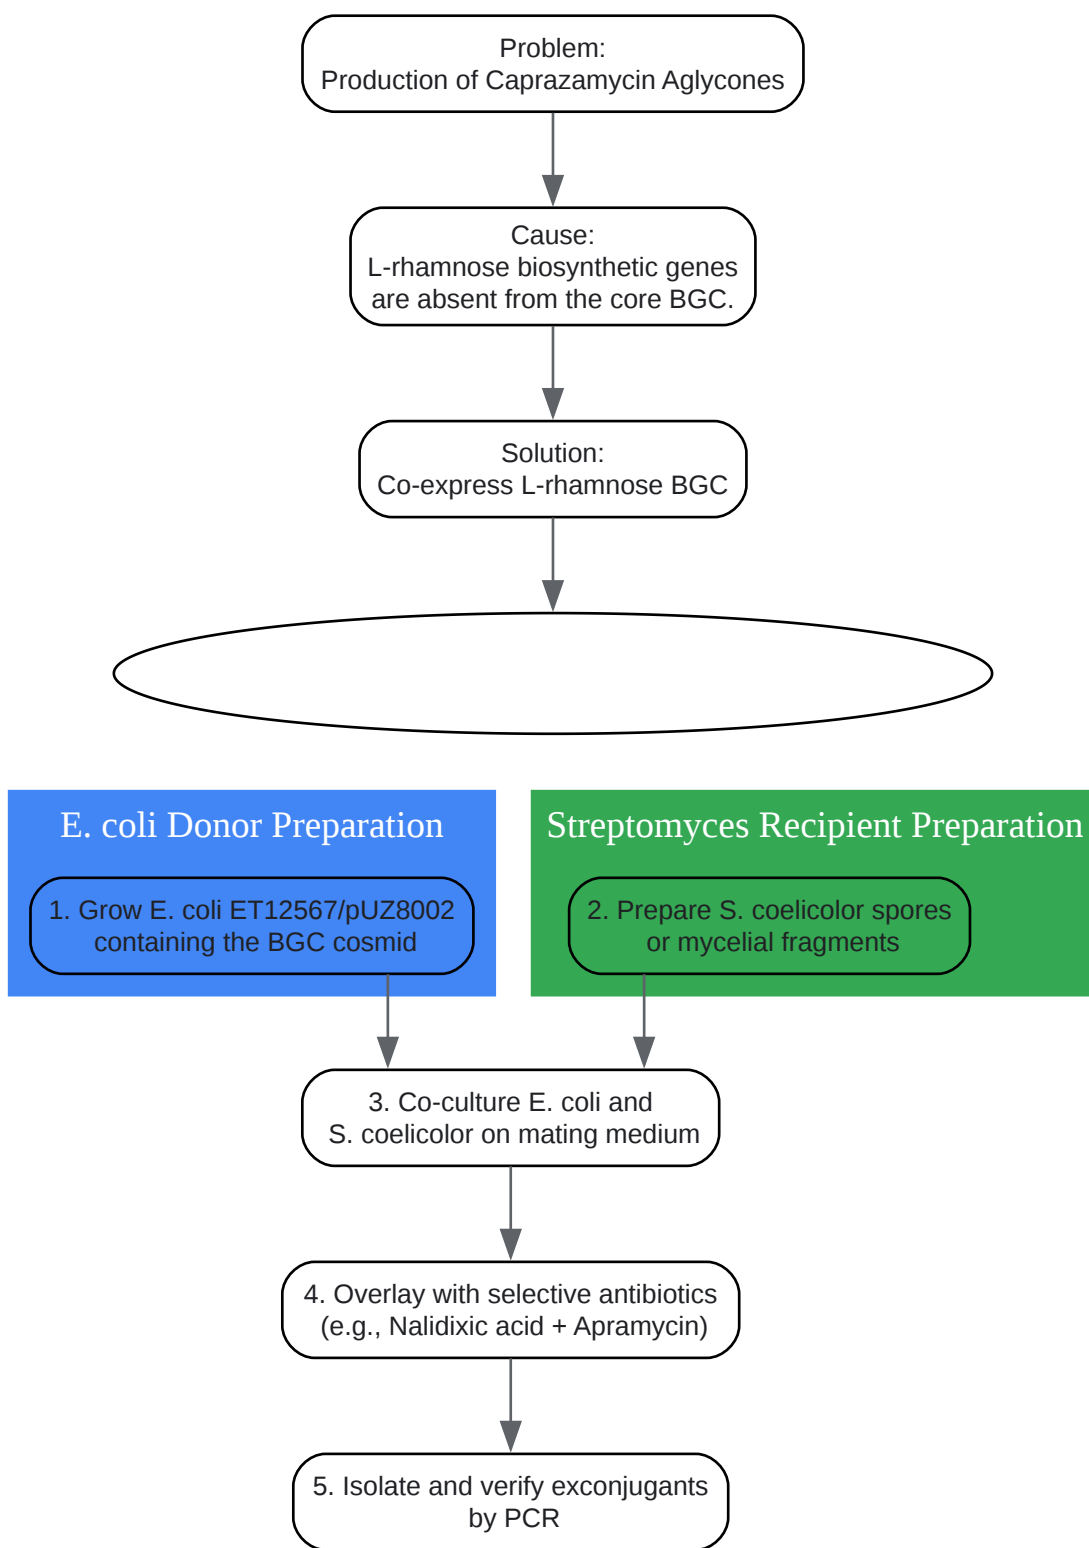 Problem:
Production of Caprazamycin Aglycones
Cause:
L-rhamnose biosynthetic genes
are absent from the core BGC.
Solution:
Co-express L-rhamnose BGC
E. coli Donor Preparation
1. Grow E. coli ET12567/pUZ8002
containing the BGC cosmid
Streptomyces Recipient Preparation
2. Prepare S. coelicolor spores
or mycelial fragments
3. Co-culture E. coli and
S. coelicolor on mating medium
4. Overlay with selective antibiotics
(e.g., Nalidixic acid + Apramycin)
5. Isolate and verify exconjugants
by PCR